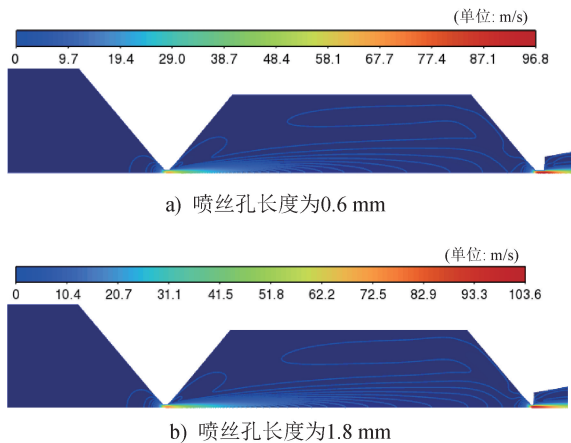 (单位: m/s)
0 9.7 19.4 29.0 38.7 48.4 58.1 67.7 77.4 87.1 96.8
a) 喷丝孔长度为0.6 mm
(单位: m/s)
0 10.4 20.7 31.1 41.5 51.8 62.2 72.5 82.9 93.3 103.6
b) 喷丝孔长度为1.8 mm